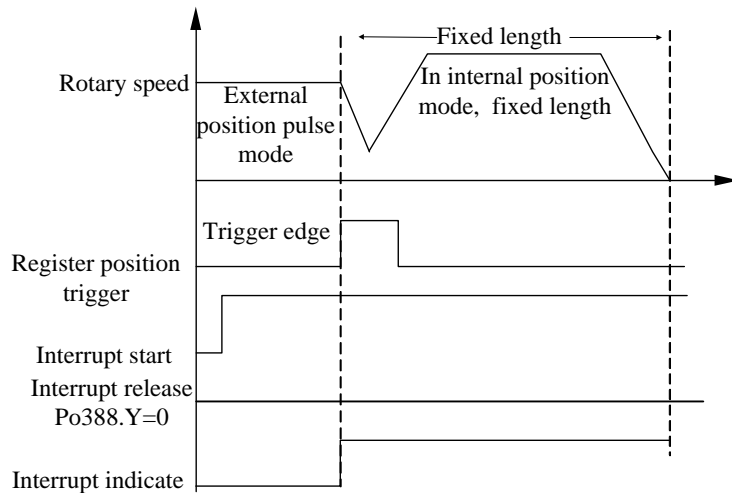 Fixed length
Rotary speed
External
position pulse
mode
In internal position
mode, fixed length
Trigger edge
Register position
trigger
Interrupt start
Interrupt release
Po388.Y=0
Interrupt indicate